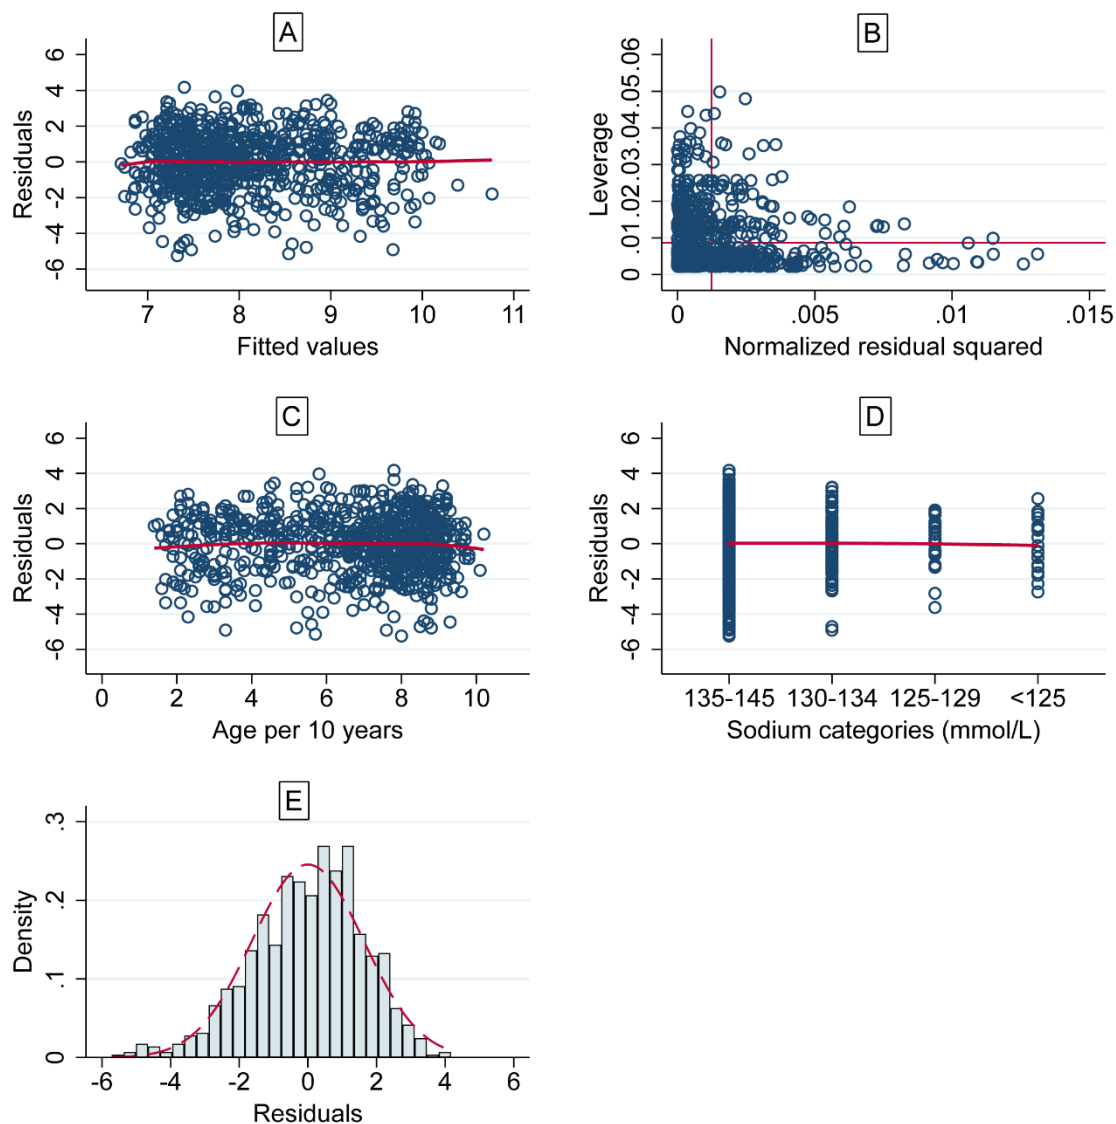 A
6
4
2
0
-2
-4
-6
Residuals
7 8 9 10 11
Fitted values
B
0 .01 .02 .03 .04 .05 .06
Leverage
0 .005 .01 .015
Normalized residual squared
C
6
4
2
0
-2
-4
-6
Residuals
0 2 4 6 8 10
Age per 10 years
D
6
4
2
0
-2
-4
-6
Residuals
135-145 130-134 125-129 <125
Sodium categories (mmol/L)
E
.3
.2
.1
0
Density
-6 -4 -2 0 2 4 6
Residuals